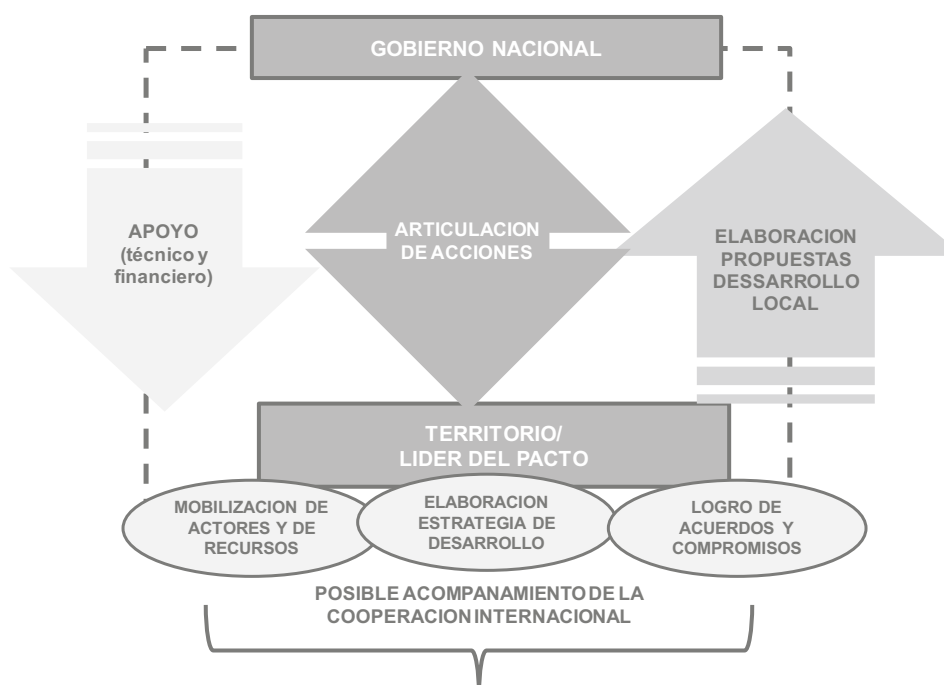 GOBIERNO NACIONAL
APOYO
(técnico y
financiero)
ARTICULACION
DE ACCIONES
ELABORACION
PROPUESTAS
DESSARROLLO
LOCAL
TERRITORIO/
LIDER DEL PACTO
MOBILIZACION DE
ACTORES Y DE
RECURSOS
ELABORACION
ESTRATEGIA DE
DESARROLLO
LOGRO DE
ACUERDOS Y
COMPROMISOS
POSIBLE ACOMPANAMIENTO DE LA
COOPERACION INTERNACIONAL